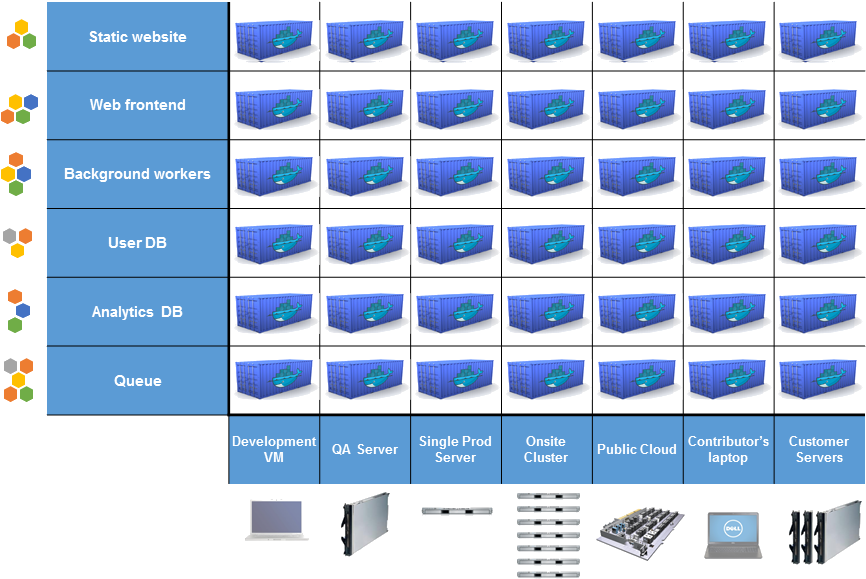 Static website
Web frontend
Background workers
User DB
Analytics DB
Queue
Development
VM
QA Server
Single Prod
Server
Onsite
Cluster
Public Cloud
Contributor's
laptop
Customer
Servers
DELL